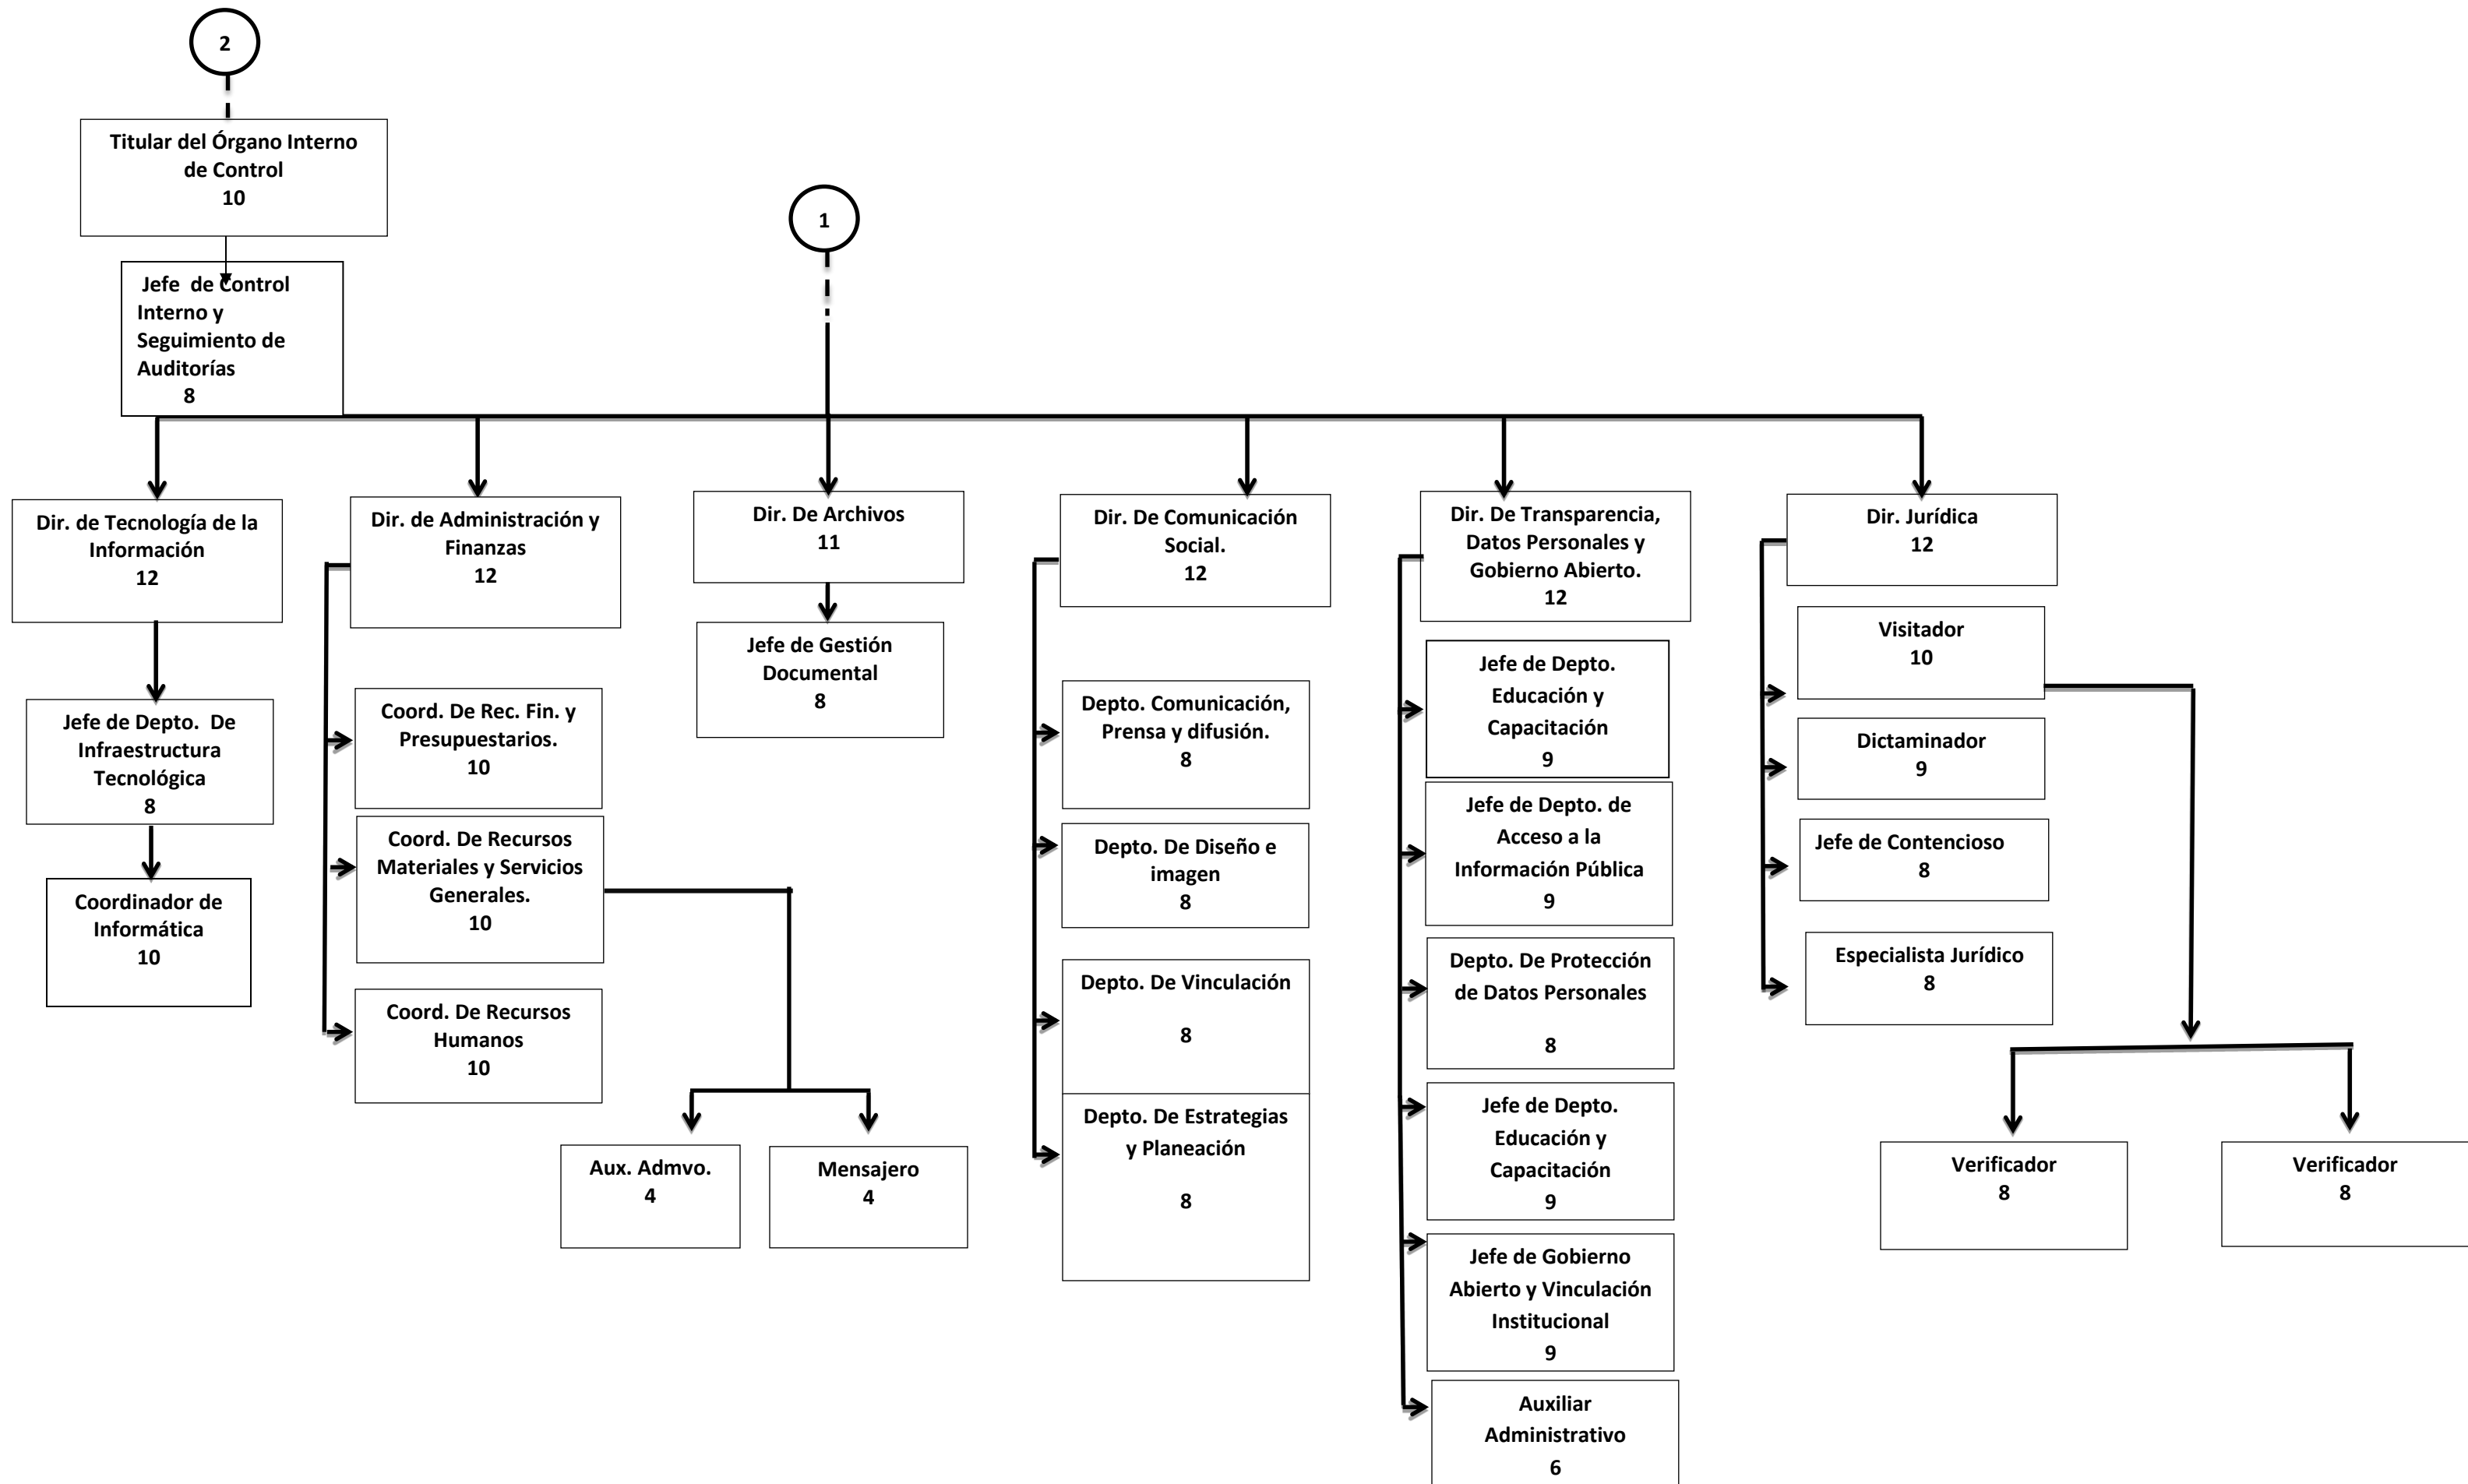 2
Titular del Órgano Interno
de Control
10
1
Jefe de Control
Interno y
Seguimiento de
Auditorías
8
Dir. de Tecnología de la
Información
12
Jefe de Depto. De
Infraestructura
Tecnológica
8
Coordinador de
Informática
10
Dir. de Administración y
Finanzas
12
Coord. De Rec. Fin. y
Presupuestarios.
10
Coord. De Recursos
Materiales y Servicios
Generales.
10
Coord. De Recursos
Humanos
10
Aux. Admvo.
4
Mensajero
4
Dir. De Archivos
11
Jefe de Gestión
Documental
8
Dir. De Comunicación
Social.
12
Depto. Comunicación,
Prensa y difusión.
8
Depto. De Diseño e
imagen
8
Depto. De Vinculación
8
Depto. De Estrategias
y Planeación
8
Dir. De Transparencia,
Datos Personales y
Gobierno Abierto.
12
Jefe de Depto.
Educación y
Capacitación
9
Jefe de Depto. de
Acceso a la
Información Pública
9
Depto. De Protección
de Datos Personales
8
Jefe de Depto.
Educación y
Capacitación
9
Jefe de Gobierno
Abierto y Vinculación
Institucional
9
Auxiliar
Administrativo
6
Dir. Jurídica
12
Visitador
10
Dictaminador
9
Jefe de Contencioso
8
Especialista Jurídico
8
Verificador
8
Verificador
8